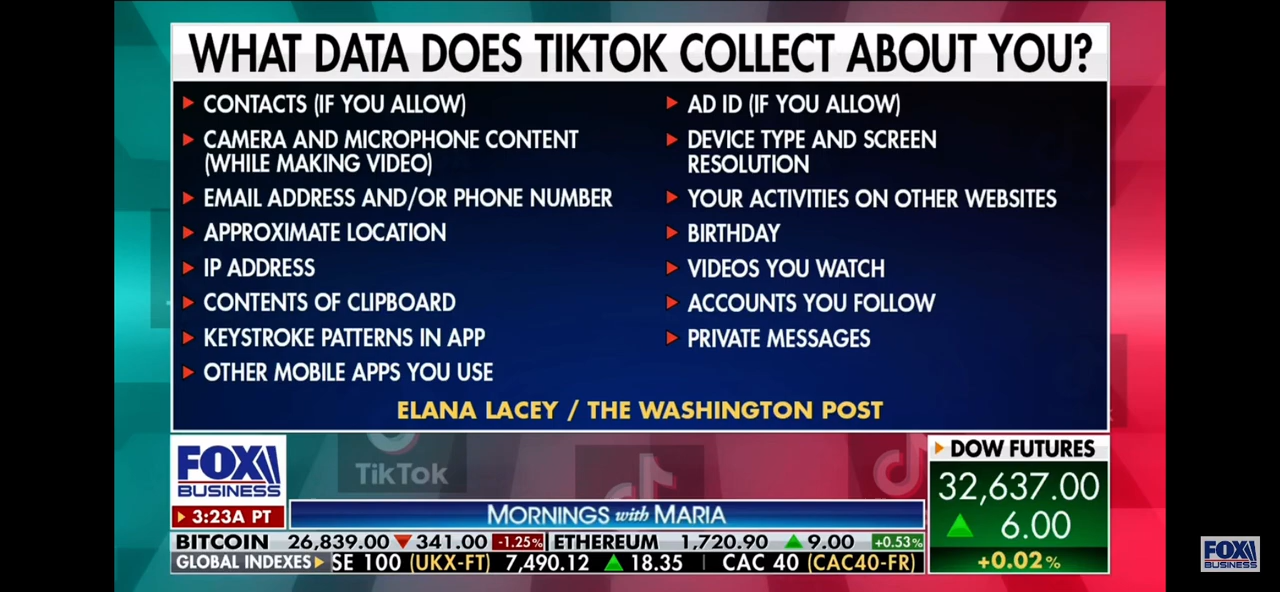 WHAT DATA DOES TIKTOK COLLECT ABOUT YOU?
CONTACTS (IF YOU ALLOW)
CAMERA AND MICROPHONE CONTENT
(WHILE MAKING VIDEO)
EMAIL ADDRESS AND/OR PHONE NUMBER
APPROXIMATE LOCATION
IP ADDRESS
CONTENTS OF CLIPBOARD
KEYSTROKE PATTERNS IN APP
OTHER MOBILE APPS YOU USE
AD ID (IF YOU ALLOW)
DEVICE TYPE AND SCREEN
RESOLUTION
YOUR ACTIVITIES ON OTHER WEBSITES
BIRTHDAY
VIDEOS YOU WATCH
ACCOUNTS YOU FOLLOW
PRIVATE MESSAGES
ELANA LACEY / THE WASHINGTON POST
TikTok
FOX
BUSINESS
3:23A PT
MORNINGS with MARIA
DOW FUTURES
32,637.00
6.00
+0.02%
BITCOIN 26,839.00 341.00 -1.25% ETHEREUM 1,720.90 9.00 +0.53%
GLOBAL INDEXES SE 100 (UKX-FT) 7,490.12 18.35 CAC 40 (CAC40-FR)
FOX
BUSINESS